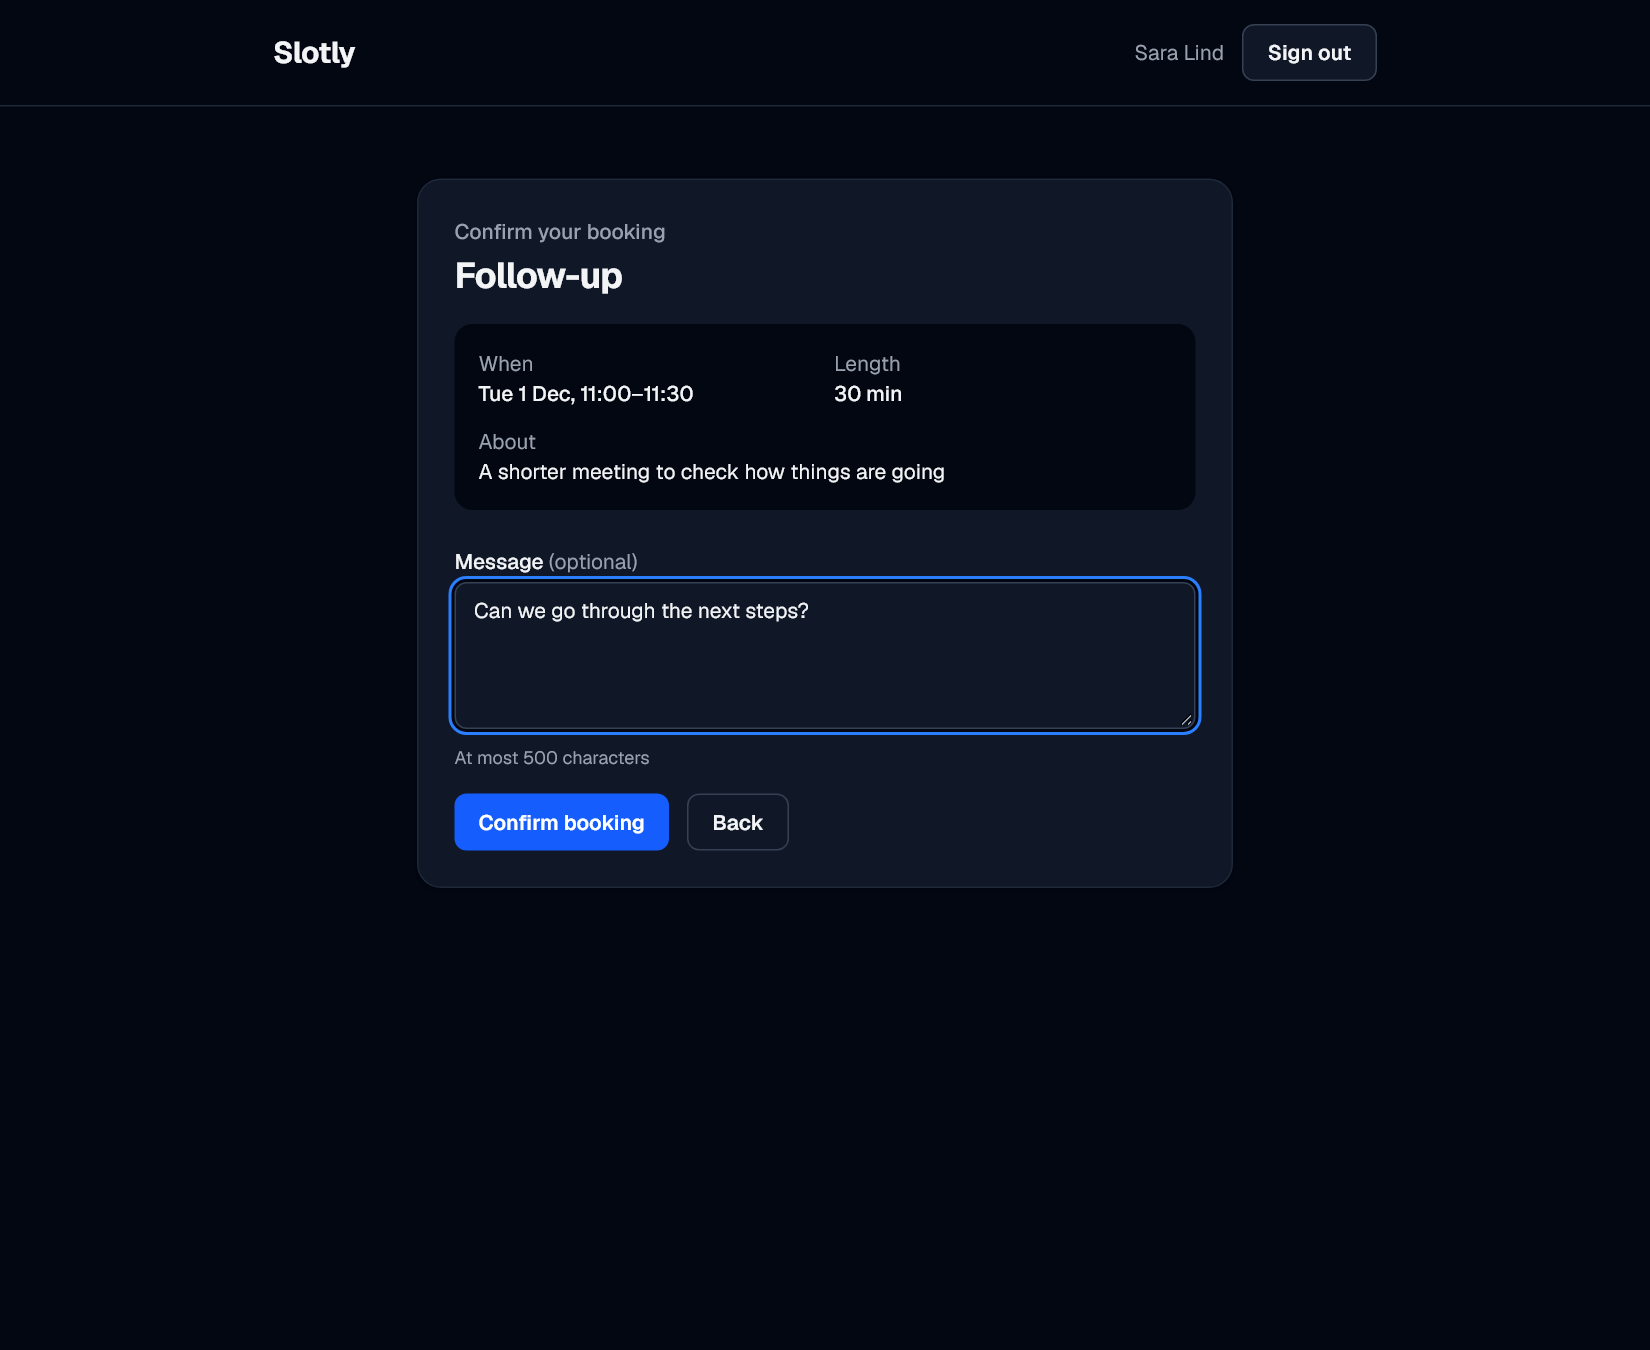 Slotly
Sara Lind
Sign out
Confirm your booking
Follow-up
When
Tue 1 Dec, 11:00–11:30
Length
30 min
About
A shorter meeting to check how things are going
Message (optional)
Can we go through the next steps?
At most 500 characters
Confirm booking
Back